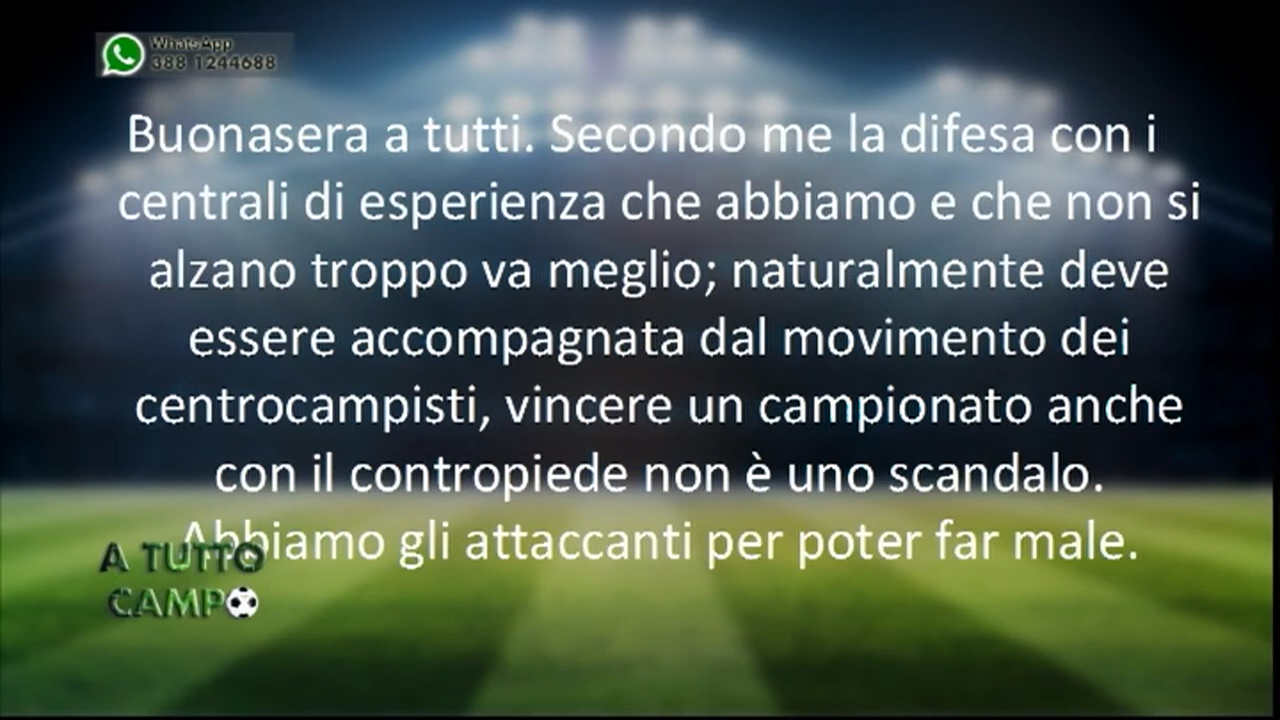 WhatsApp
388 1244688
Buonasera a tutti. Secondo me la difesa con i
centrali di esperienza che abbiamo e che non si
alzano troppo va meglio; naturalmente deve
essere accompagnata dal movimento dei
centrocampisti, vincere un campionato anche
con il contropiede non è uno scandalo.
Abbiamo gli attaccanti per poter far male.
A TUTTO
CAMPO